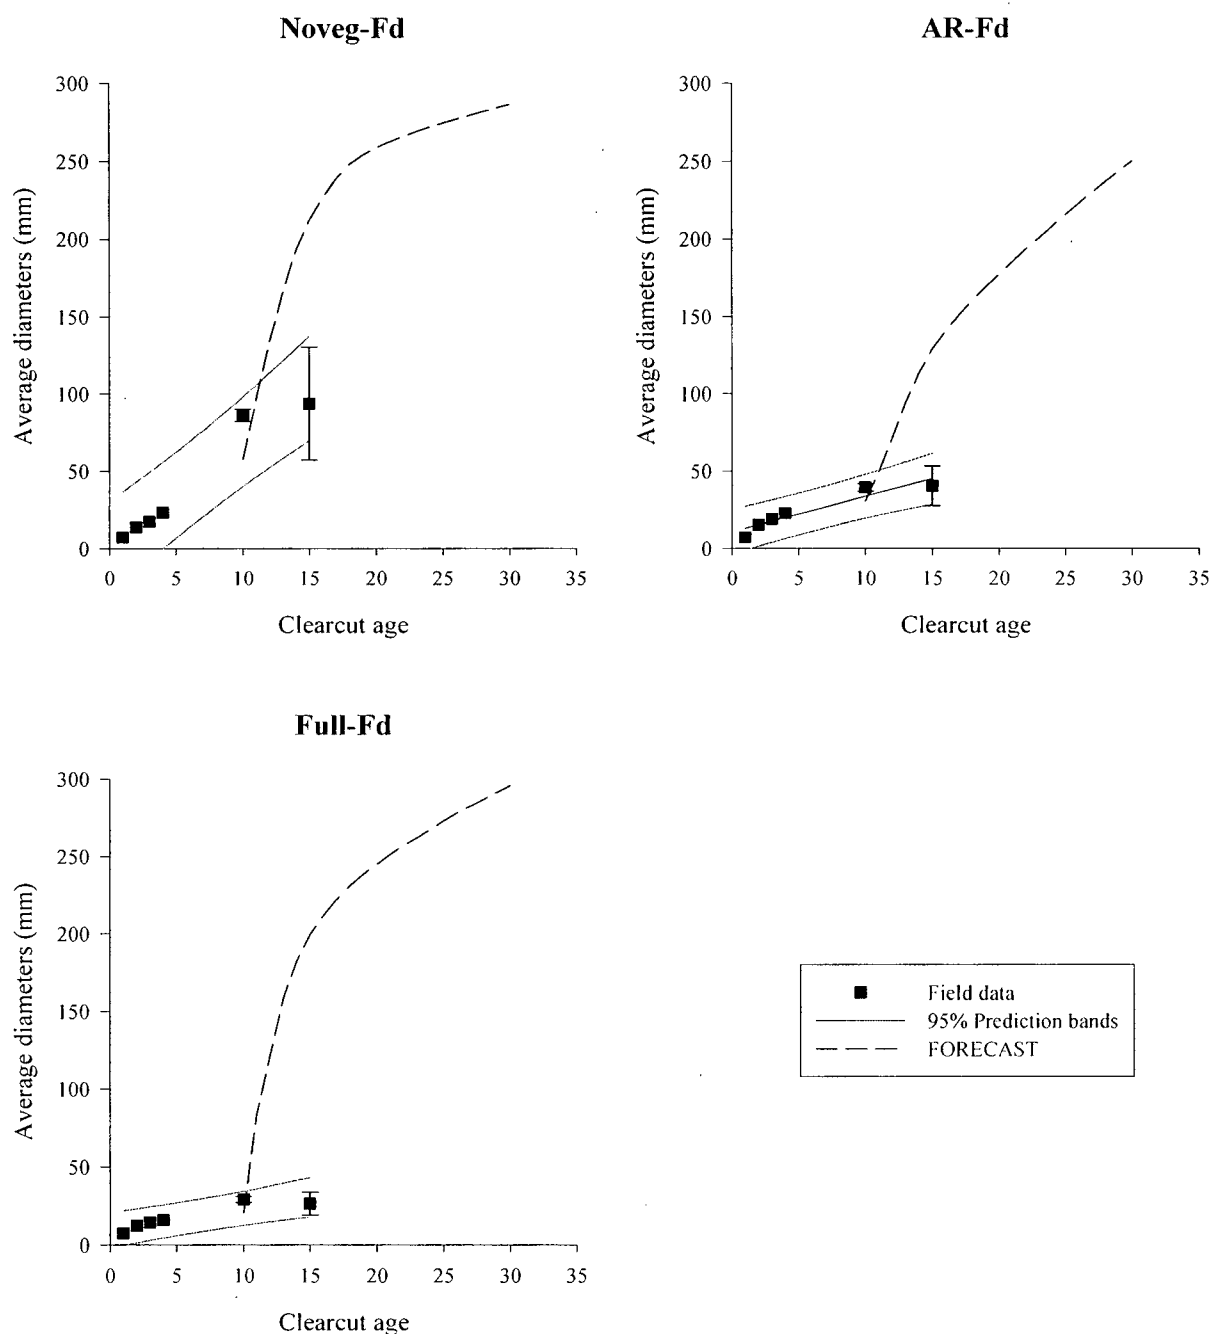 Noveg-Fd
AR-Fd
300
250
200
150
100
50
0
Average diameters (mm)
0 5 10 15 20 25 30 35
Clearcut age
300
250
200
150
100
50
0
Average diameters (mm)
0 5 10 15 20 25 30 35
Clearcut age
Full-Fd
300
250
200
150
100
50
0
Average diameters (mm)
0 5 10 15 20 25 30 35
Clearcut age
Field data
95% Prediction bands
FORECAST